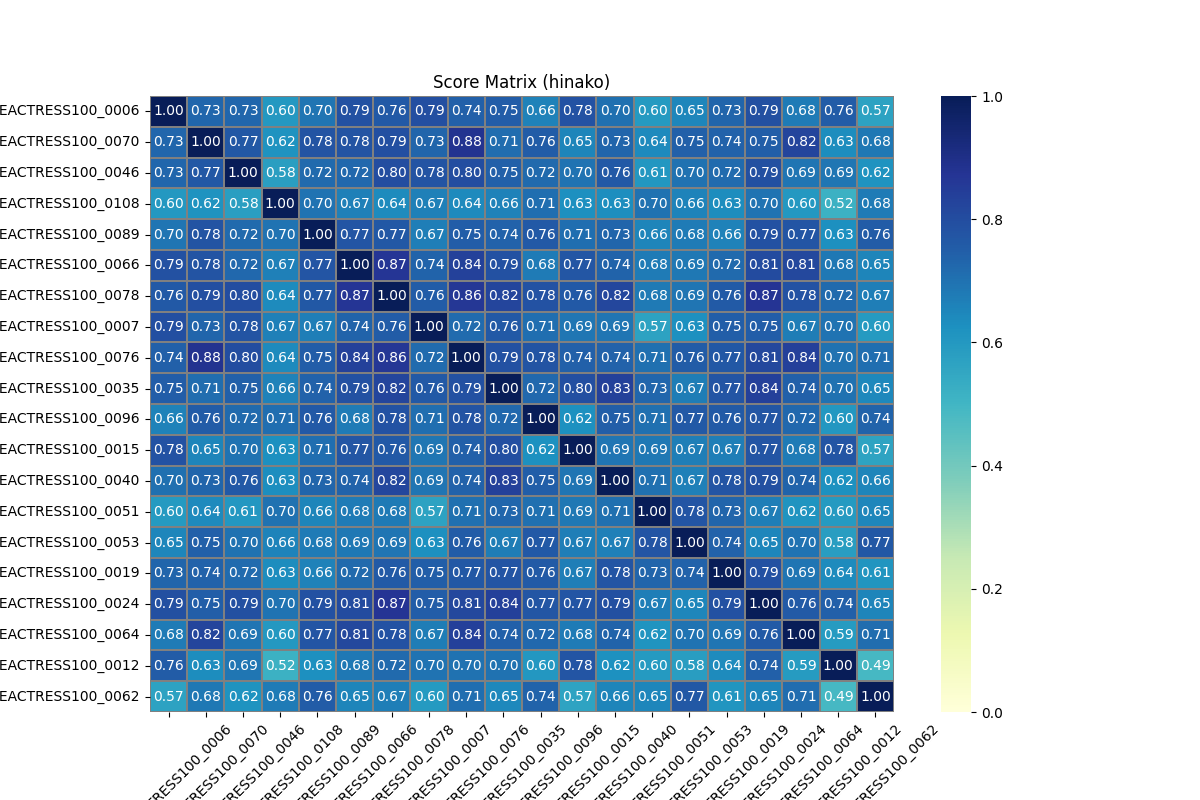 Score Matrix (hinako)
EACTRESS100_0006 1.00 0.73 0.73 0.60 0.70 0.79 0.76 0.79 0.74 0.75 0.66 0.78 0.70 0.60 0.65 0.73 0.79 0.68 0.76 0.57
EACTRESS100_0070 0.73 1.00 0.77 0.62 0.78 0.78 0.79 0.73 0.88 0.71 0.76 0.65 0.73 0.64 0.75 0.74 0.75 0.82 0.63 0.68
EACTRESS100_0046 0.73 0.77 1.00 0.58 0.72 0.72 0.80 0.78 0.80 0.75 0.72 0.70 0.76 0.61 0.70 0.72 0.79 0.69 0.69 0.62
EACTRESS100_0108 0.60 0.62 0.58 1.00 0.70 0.67 0.64 0.67 0.64 0.66 0.71 0.63 0.63 0.70 0.66 0.63 0.70 0.60 0.52 0.68
EACTRESS100_0089 0.70 0.78 0.72 0.70 1.00 0.77 0.77 0.67 0.75 0.74 0.76 0.71 0.73 0.66 0.68 0.66 0.79 0.77 0.63 0.76
EACTRESS100_0066 0.79 0.78 0.72 0.67 0.77 1.00 0.87 0.74 0.84 0.79 0.68 0.77 0.74 0.68 0.69 0.72 0.81 0.81 0.68 0.65
EACTRESS100_0078 0.76 0.79 0.80 0.64 0.77 0.87 1.00 0.76 0.86 0.82 0.78 0.76 0.82 0.68 0.69 0.76 0.87 0.78 0.72 0.67
EACTRESS100_0007 0.79 0.73 0.78 0.67 0.67 0.74 0.76 1.00 0.72 0.76 0.71 0.69 0.69 0.57 0.63 0.75 0.75 0.67 0.70 0.60
EACTRESS100_0076 0.74 0.88 0.80 0.64 0.75 0.84 0.86 0.72 1.00 0.79 0.78 0.74 0.74 0.71 0.76 0.77 0.81 0.84 0.70 0.71
EACTRESS100_0035 0.75 0.71 0.75 0.66 0.74 0.79 0.82 0.76 0.79 1.00 0.72 0.80 0.83 0.73 0.67 0.77 0.84 0.74 0.70 0.65
EACTRESS100_0096 0.66 0.76 0.72 0.71 0.76 0.68 0.78 0.71 0.78 0.72 1.00 0.62 0.75 0.71 0.77 0.76 0.77 0.72 0.60 0.74
EACTRESS100_0015 0.78 0.65 0.70 0.63 0.71 0.77 0.76 0.69 0.74 0.80 0.62 1.00 0.69 0.69 0.67 0.67 0.77 0.68 0.78 0.57
EACTRESS100_0040 0.70 0.73 0.76 0.63 0.73 0.74 0.82 0.69 0.74 0.83 0.75 0.69 1.00 0.71 0.67 0.78 0.79 0.74 0.62 0.66
EACTRESS100_0051 0.60 0.64 0.61 0.70 0.66 0.68 0.68 0.57 0.71 0.73 0.71 0.69 0.71 1.00 0.78 0.73 0.67 0.62 0.60 0.65
EACTRESS100_0053 0.65 0.75 0.70 0.66 0.68 0.69 0.69 0.63 0.76 0.67 0.77 0.67 0.67 0.78 1.00 0.74 0.65 0.70 0.58 0.77
EACTRESS100_0019 0.73 0.74 0.72 0.63 0.66 0.72 0.76 0.75 0.77 0.77 0.76 0.67 0.78 0.73 0.74 1.00 0.79 0.69 0.64 0.61
EACTRESS100_0024 0.79 0.75 0.79 0.70 0.79 0.81 0.87 0.75 0.81 0.84 0.77 0.77 0.79 0.67 0.65 0.79 1.00 0.76 0.74 0.65
EACTRESS100_0064 0.68 0.82 0.69 0.60 0.77 0.81 0.78 0.67 0.84 0.74 0.72 0.68 0.74 0.62 0.70 0.69 0.76 1.00 0.59 0.71
EACTRESS100_0012 0.76 0.63 0.69 0.52 0.63 0.68 0.72 0.70 0.70 0.70 0.60 0.78 0.62 0.60 0.58 0.64 0.74 0.59 1.00 0.49
EACTRESS100_0062 0.57 0.68 0.62 0.68 0.76 0.65 0.67 0.60 0.71 0.65 0.74 0.57 0.66 0.65 0.77 0.61 0.65 0.71 0.49 1.00
TRESS100_0006
TRESS100_0070
TRESS100_0046
TRESS100_0108
TRESS100_0089
TRESS100_0066
TRESS100_0078
TRESS100_0007
TRESS100_0076
TRESS100_0035
TRESS100_0096
TRESS100_0015
TRESS100_0040
TRESS100_0051
TRESS100_0053
TRESS100_0019
TRESS100_0024
TRESS100_0064
TRESS100_0012
TRESS100_0062
1.0
0.8
0.6
0.4
0.2
0.0